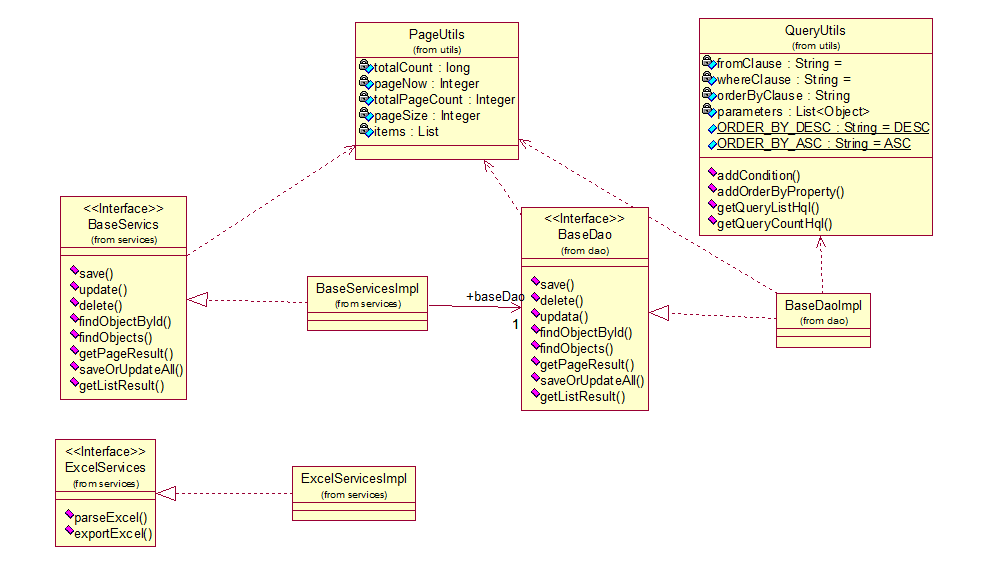 PageUtils
(from utils)
totalCount : long
pageNow : Integer
totalPageCount : Integer
pageSize : Integer
items : List
QueryUtils
(from utils)
fromClause : String =
whereClause : String =
orderByClause : String
parameters : List<Object>
ORDER_BY_DESC : String = DESC
ORDER_BY_ASC : String = ASC
addCondition()
addOrderByProperty()
getQueryListHql()
getQueryCountHql()
<<Interface>>
BaseServics
(from services)
save()
update()
delete()
findObjectById()
findObjects()
getPageResult()
saveOrUpdateAll()
getListResult()
BaseServicesImpl
(from services)
+baseDao
1
<<Interface>>
BaseDao
(from dao)
save()
delete()
updata()
findObjectById()
findObjects()
getPageResult()
saveOrUpdateAll()
getListResult()
BaseDaoImpl
(from dao)
<<Interface>>
ExcelServices
(from services)
parseExcel()
exportExcel()
ExcelServicesImpl
(from services)